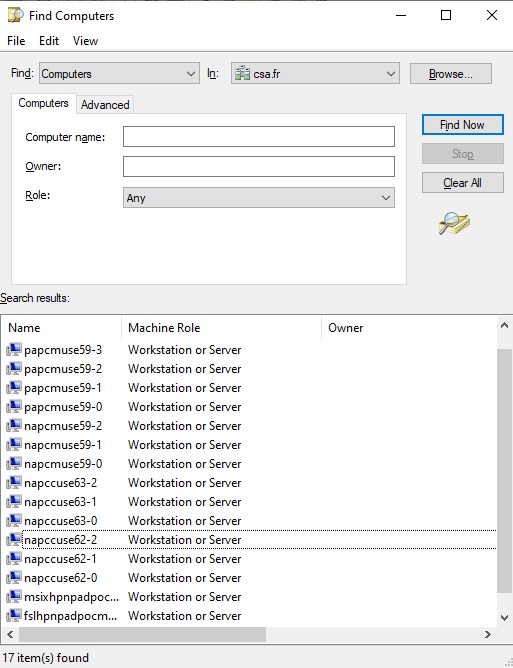 Find Computers
File Edit View
Find: Computers In: csa.fr Browse...
Computers Advanced
Computer name:
Owner:
Role: Any
Find Now
Stop
Clear All
Search results:
Name Machine Role Owner
papcmuse59-3 Workstation or Server
papcmuse59-2 Workstation or Server
papcmuse59-1 Workstation or Server
papcmuse59-0 Workstation or Server
napcmuse59-2 Workstation or Server
napcmuse59-1 Workstation or Server
napcmuse59-0 Workstation or Server
napccuse63-2 Workstation or Server
napccuse63-1 Workstation or Server
napccuse63-0 Workstation or Server
napccuse62-2 Workstation or Server
napccuse62-1 Workstation or Server
napccuse62-0 Workstation or Server
msixhpnpadpoc... Workstation or Server
fslhpnpadpocm... Workstation or Server
17 item(s) found